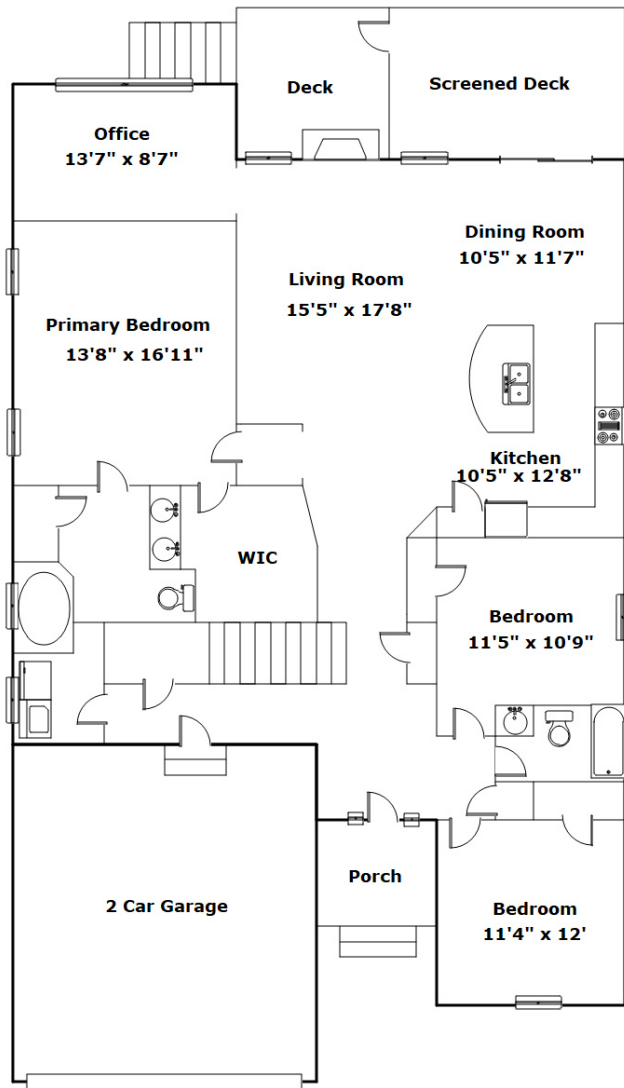 Deck
Screened Deck
Office
13'7" x 8'7"
Dining Room
10'5" x 11'7"
Living Room
15'5" x 17'8"
Primary Bedroom
13'8" x 16'11"
Kitchen
10'5" x 12'8"
WIC
Bedroom
11'5" x 10'9"
Porch
2 Car Garage
Bedroom
11'4" x 12'